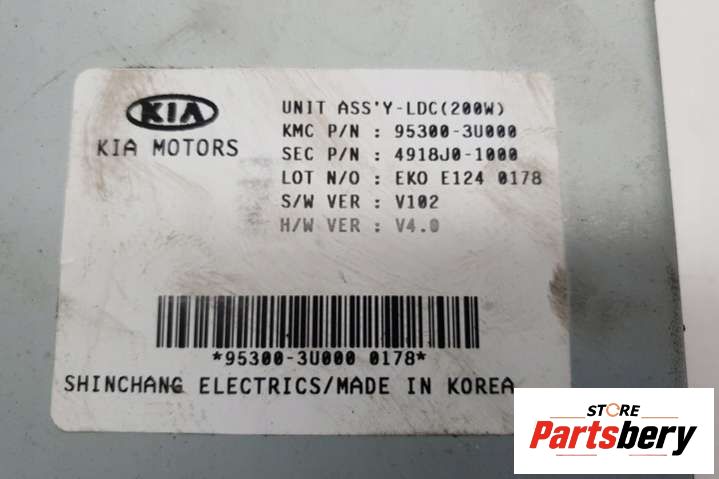 KIA
KIA MOTORS
UNIT ASS'Y-LDC(200W)
KMC P/N : 95300-3U000
SEC P/N : 4918J0-1000
LOT N/O : EKO E124 0178
S/W VER : V102
H/W VER : V4.0
*95300-3U000 0178*
SHINCHANG ELECTRICS/MADE IN KOREA
STORE
Partsbery